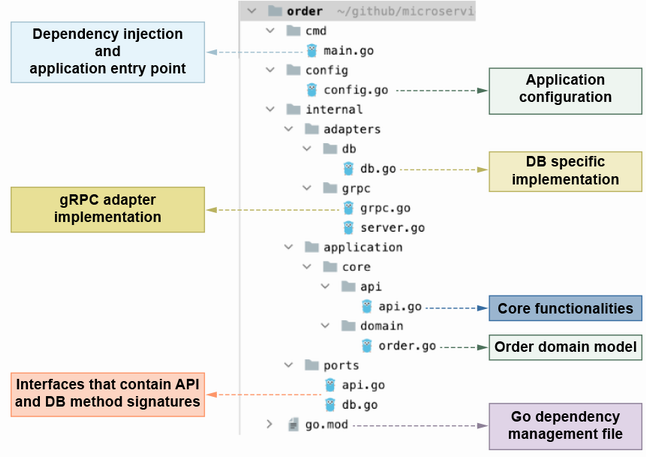 order ~/github/microservi
Dependency injection
and
application entry point
cmd
main.go
config
config.go
Application
configuration
internal
adapters
db
db.go
DB specific
implementation
grpc
gRPC adapter
implementation
grpc.go
server.go
application
core
api
api.go
Core functionalities
domain
order.go
Order domain model
ports
Interfaces that contain API
and DB method signatures
api.go
db.go
go.mod
Go dependency
management file